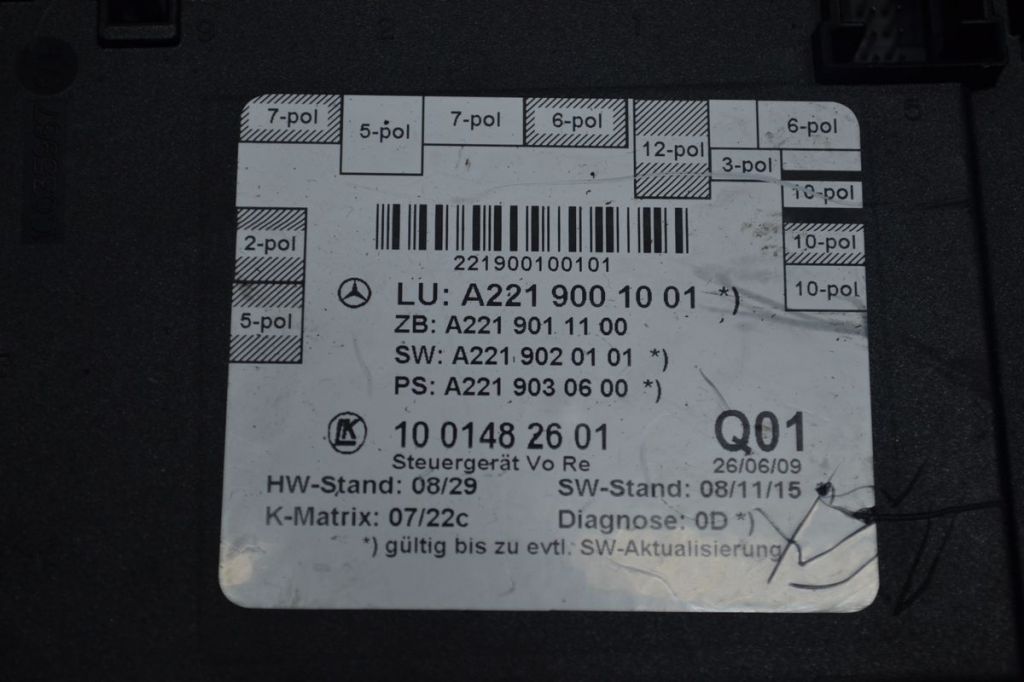 7-pol
5-pol
7-pol
6-pol
12-pol
3-pol
6-pol
10-pol
10-pol
10-pol
2-pol
5-pol
221900100101
LU: A221 900 10 01 *)
ZB: A221 901 11 00
SW: A221 902 01 01 *)
PS: A221 903 06 00 *)
LK 10 0148 26 01
Q01
Steuergerät Vo Re
26/06/09
HW-Stand: 08/29
SW-Stand: 08/11/15
K-Matrix: 07/22c
Diagnose: 0D *)
*) gültig bis zu evtl. SW-Aktualisierung